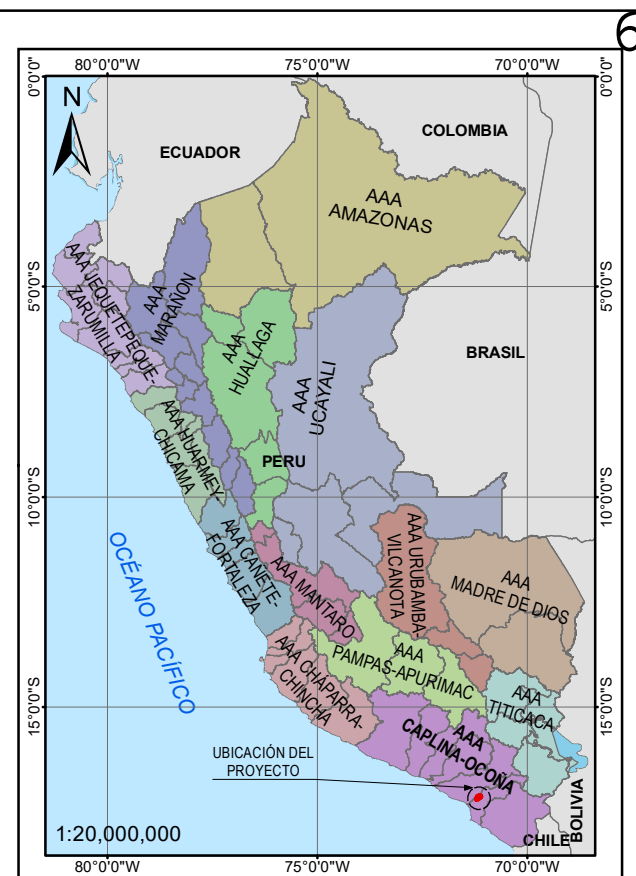 6
80°0'0"W 75°0'0"W 70°0'0"W
0°0'0"
0°0'0"
N
COLOMBIA
ECUADOR
AAA
AMAZONAS
5°0'0"S
5°0'0"S
AAA JEQUETEPEQUE-
ZARUMILLA
AAA
MARAÑON
AAA
HUALLAGA
AAA
UCAYALI
BRASIL
AAA HUARMEY-
CHICAMA
PERU
10°0'0"S
10°0'0"S
OCÉANO PACÍFICO
AAA CAÑETE-
FORTALEZA
AAA MANTARO
AAA URUBAMBA-
VILCANOTA
AAA
MADRE DE DIOS
AAA
PAMPAS-APURIMAC
AAA CHAPARRA-
CHINCHA
AAA
TITICACA
15°0'0"S
15°0'0"S
AAA
CAPLINA-OCOÑA
UBICACIÓN DEL
PROYECTO
BOLIVIA
1:20,000,000
CHILE
80°0'0"W 75°0'0"W 70°0'0"W